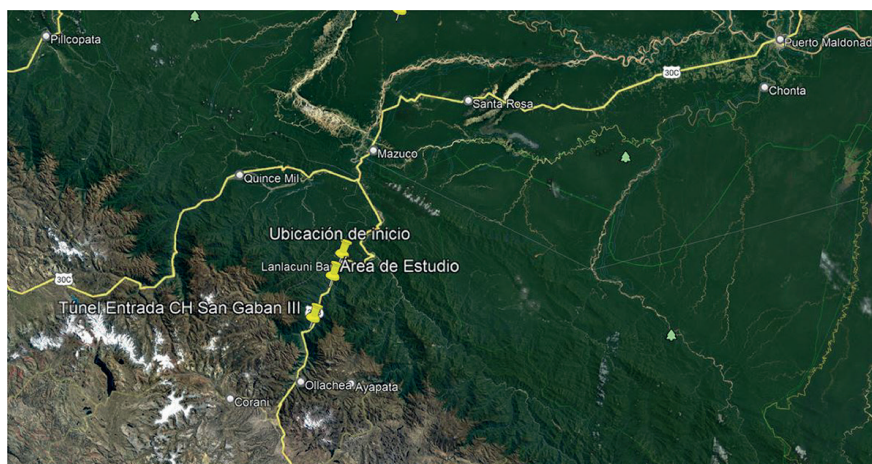 Pillcopata
Puerto Maldonad
30C
Chonta
Santa Rosa
Mazuco
Quince Mil
Ubicación de inicio
Lanlacuni Ba
Área de Estudio
30C
Túnel Entrada CH San Gaban III
Ollachea
Ayapata
Corani